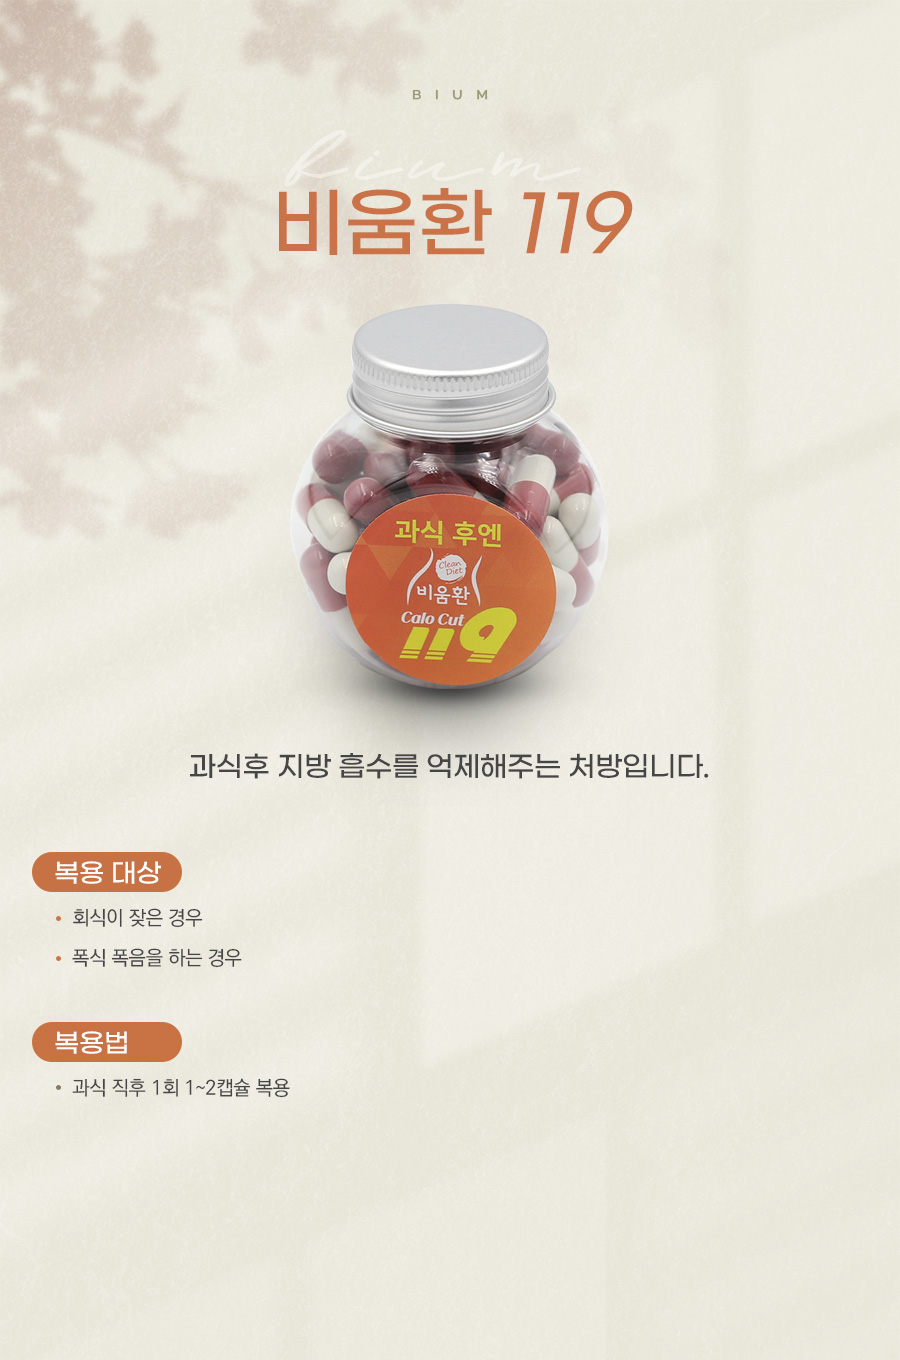 BIUM
bium
비움환 119
과식 후엔
Clean
Diet
비움환
Calo Cut
119
과식후 지방 흡수를 억제해주는 처방입니다.
복용 대상
• 회식이 잦은 경우
• 폭식 폭음을 하는 경우
복용법
• 과식 직후 1회 1~2캡슐 복용